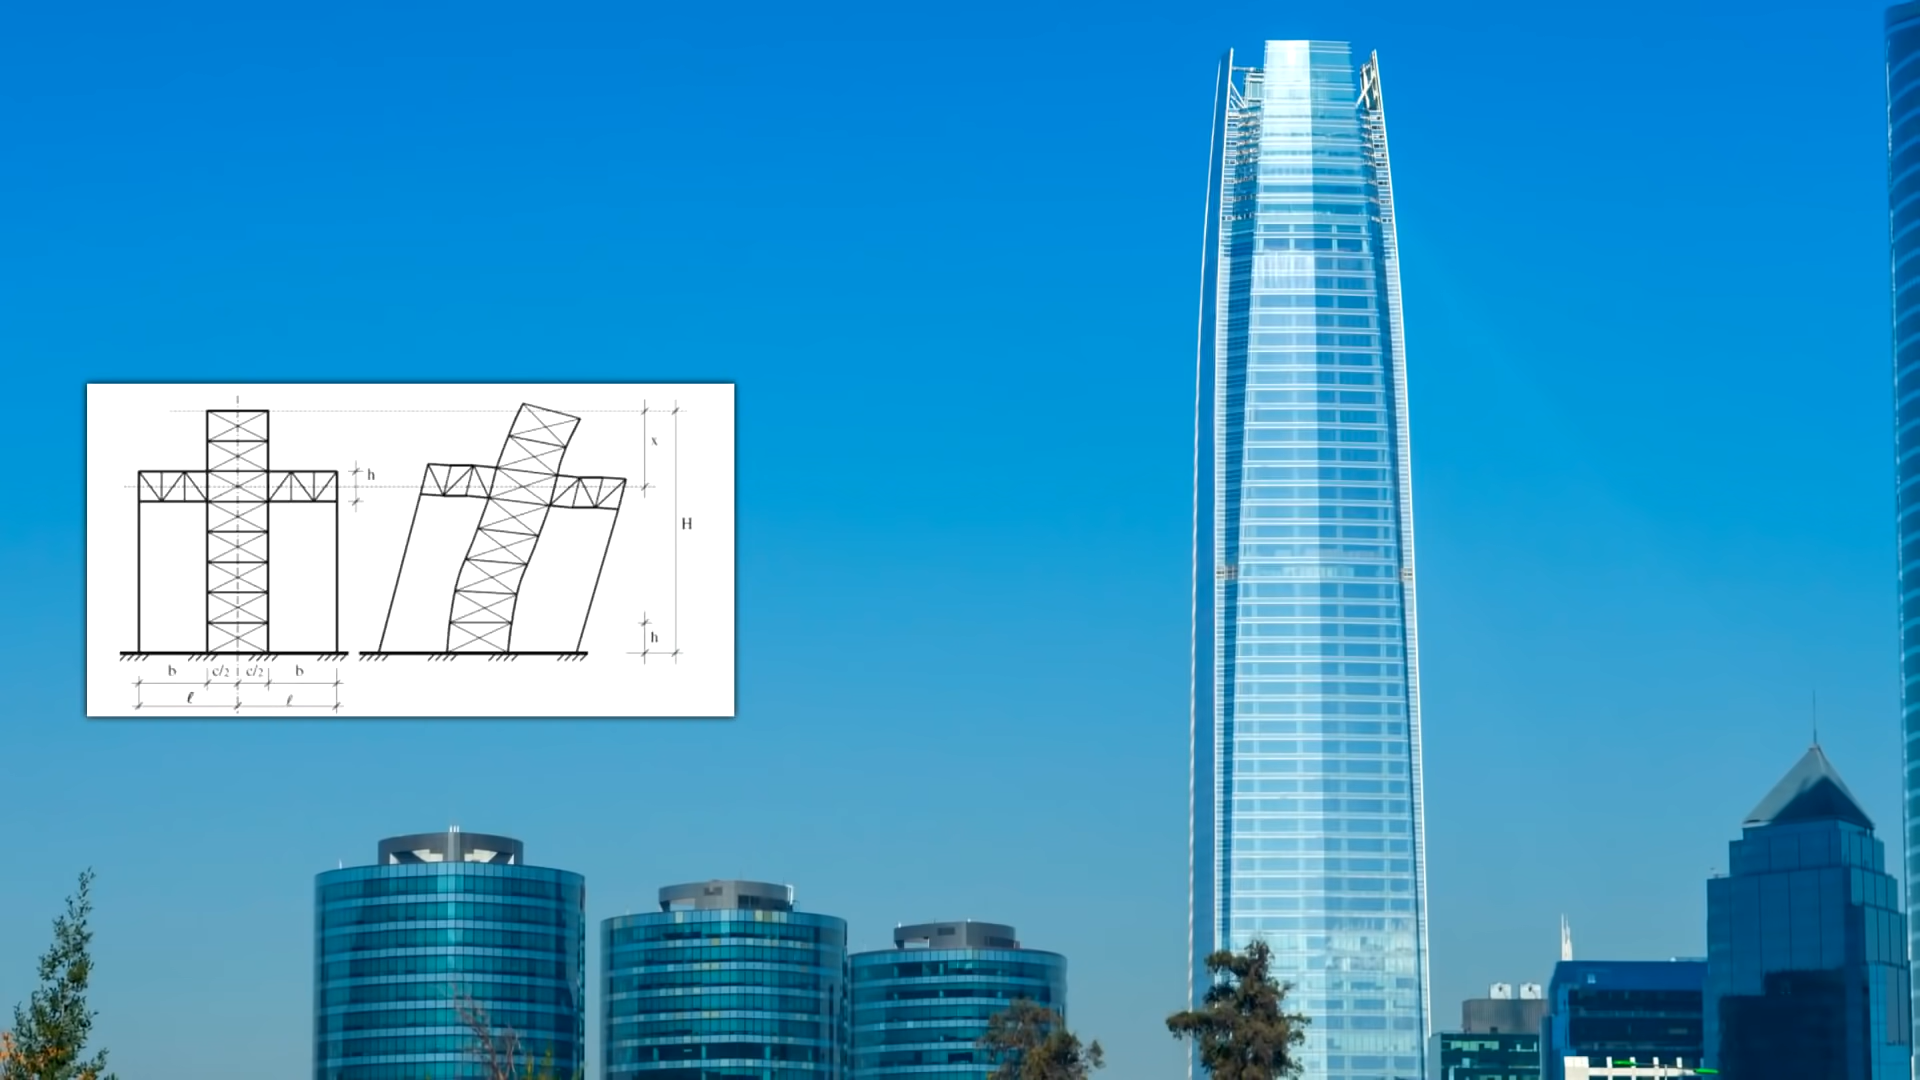 h
x
H
h
b c/2 c/2 b
ℓ ℓ